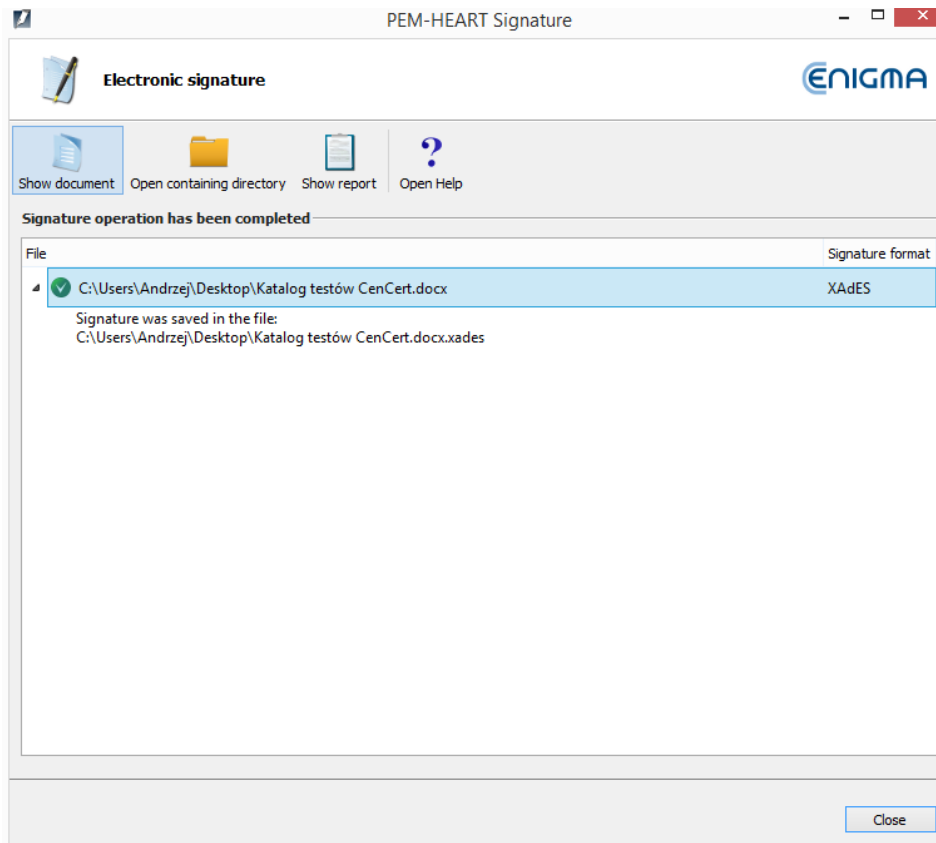 PEM-HEART Signature
Electronic signature
ENIGMA
Show document Open containing directory Show report Open Help
Signature operation has been completed
File Signature format
C:\Users\Andrzej\Desktop\Katalog testów CenCert.docx XAdES
Signature was saved in the file:
C:\Users\Andrzej\Desktop\Katalog testów CenCert.docx.xades
Close